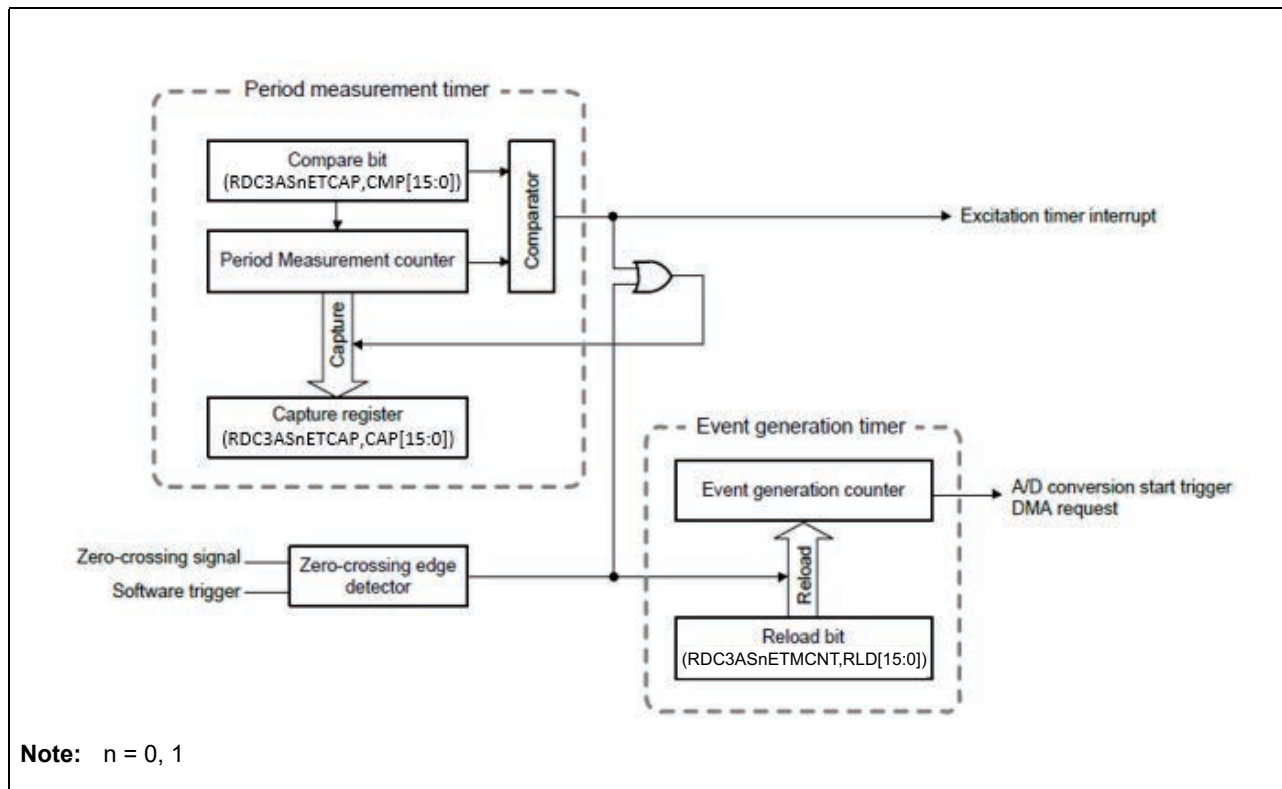 Period measurement timer
Compare bit
(RDC3ASnETCAP,CMP[15:0])
Comparator
Period Measurement counter
Excitation timer interrupt
Capture
Capture register
(RDC3ASnETCAP,CAP[15:0])
Event generation timer
Event generation counter
A/D conversion start trigger
DMA request
Zero-crossing signal
Software trigger
Zero-crossing edge
detector
Reload
Reload bit
(RDC3ASnETMCNT,RLD[15:0])
Note: n = 0, 1